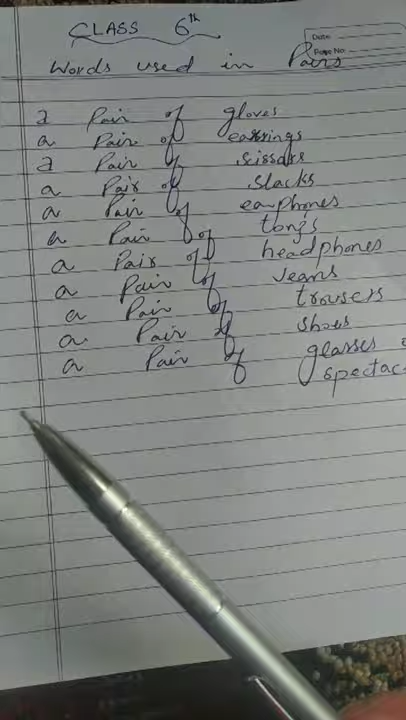 CLASS 6th
Date
Page No.
Words used in Pairs
a Pair of gloves
a Pair of earrings
a Pair of sissors
a Pair of slacks
a Pair of earphones
a Pair of tongs
a Pair of headphones
a Pair of Jeans
a Pair of trousers
a Pair of shoes
a Pair of glasses
spectac